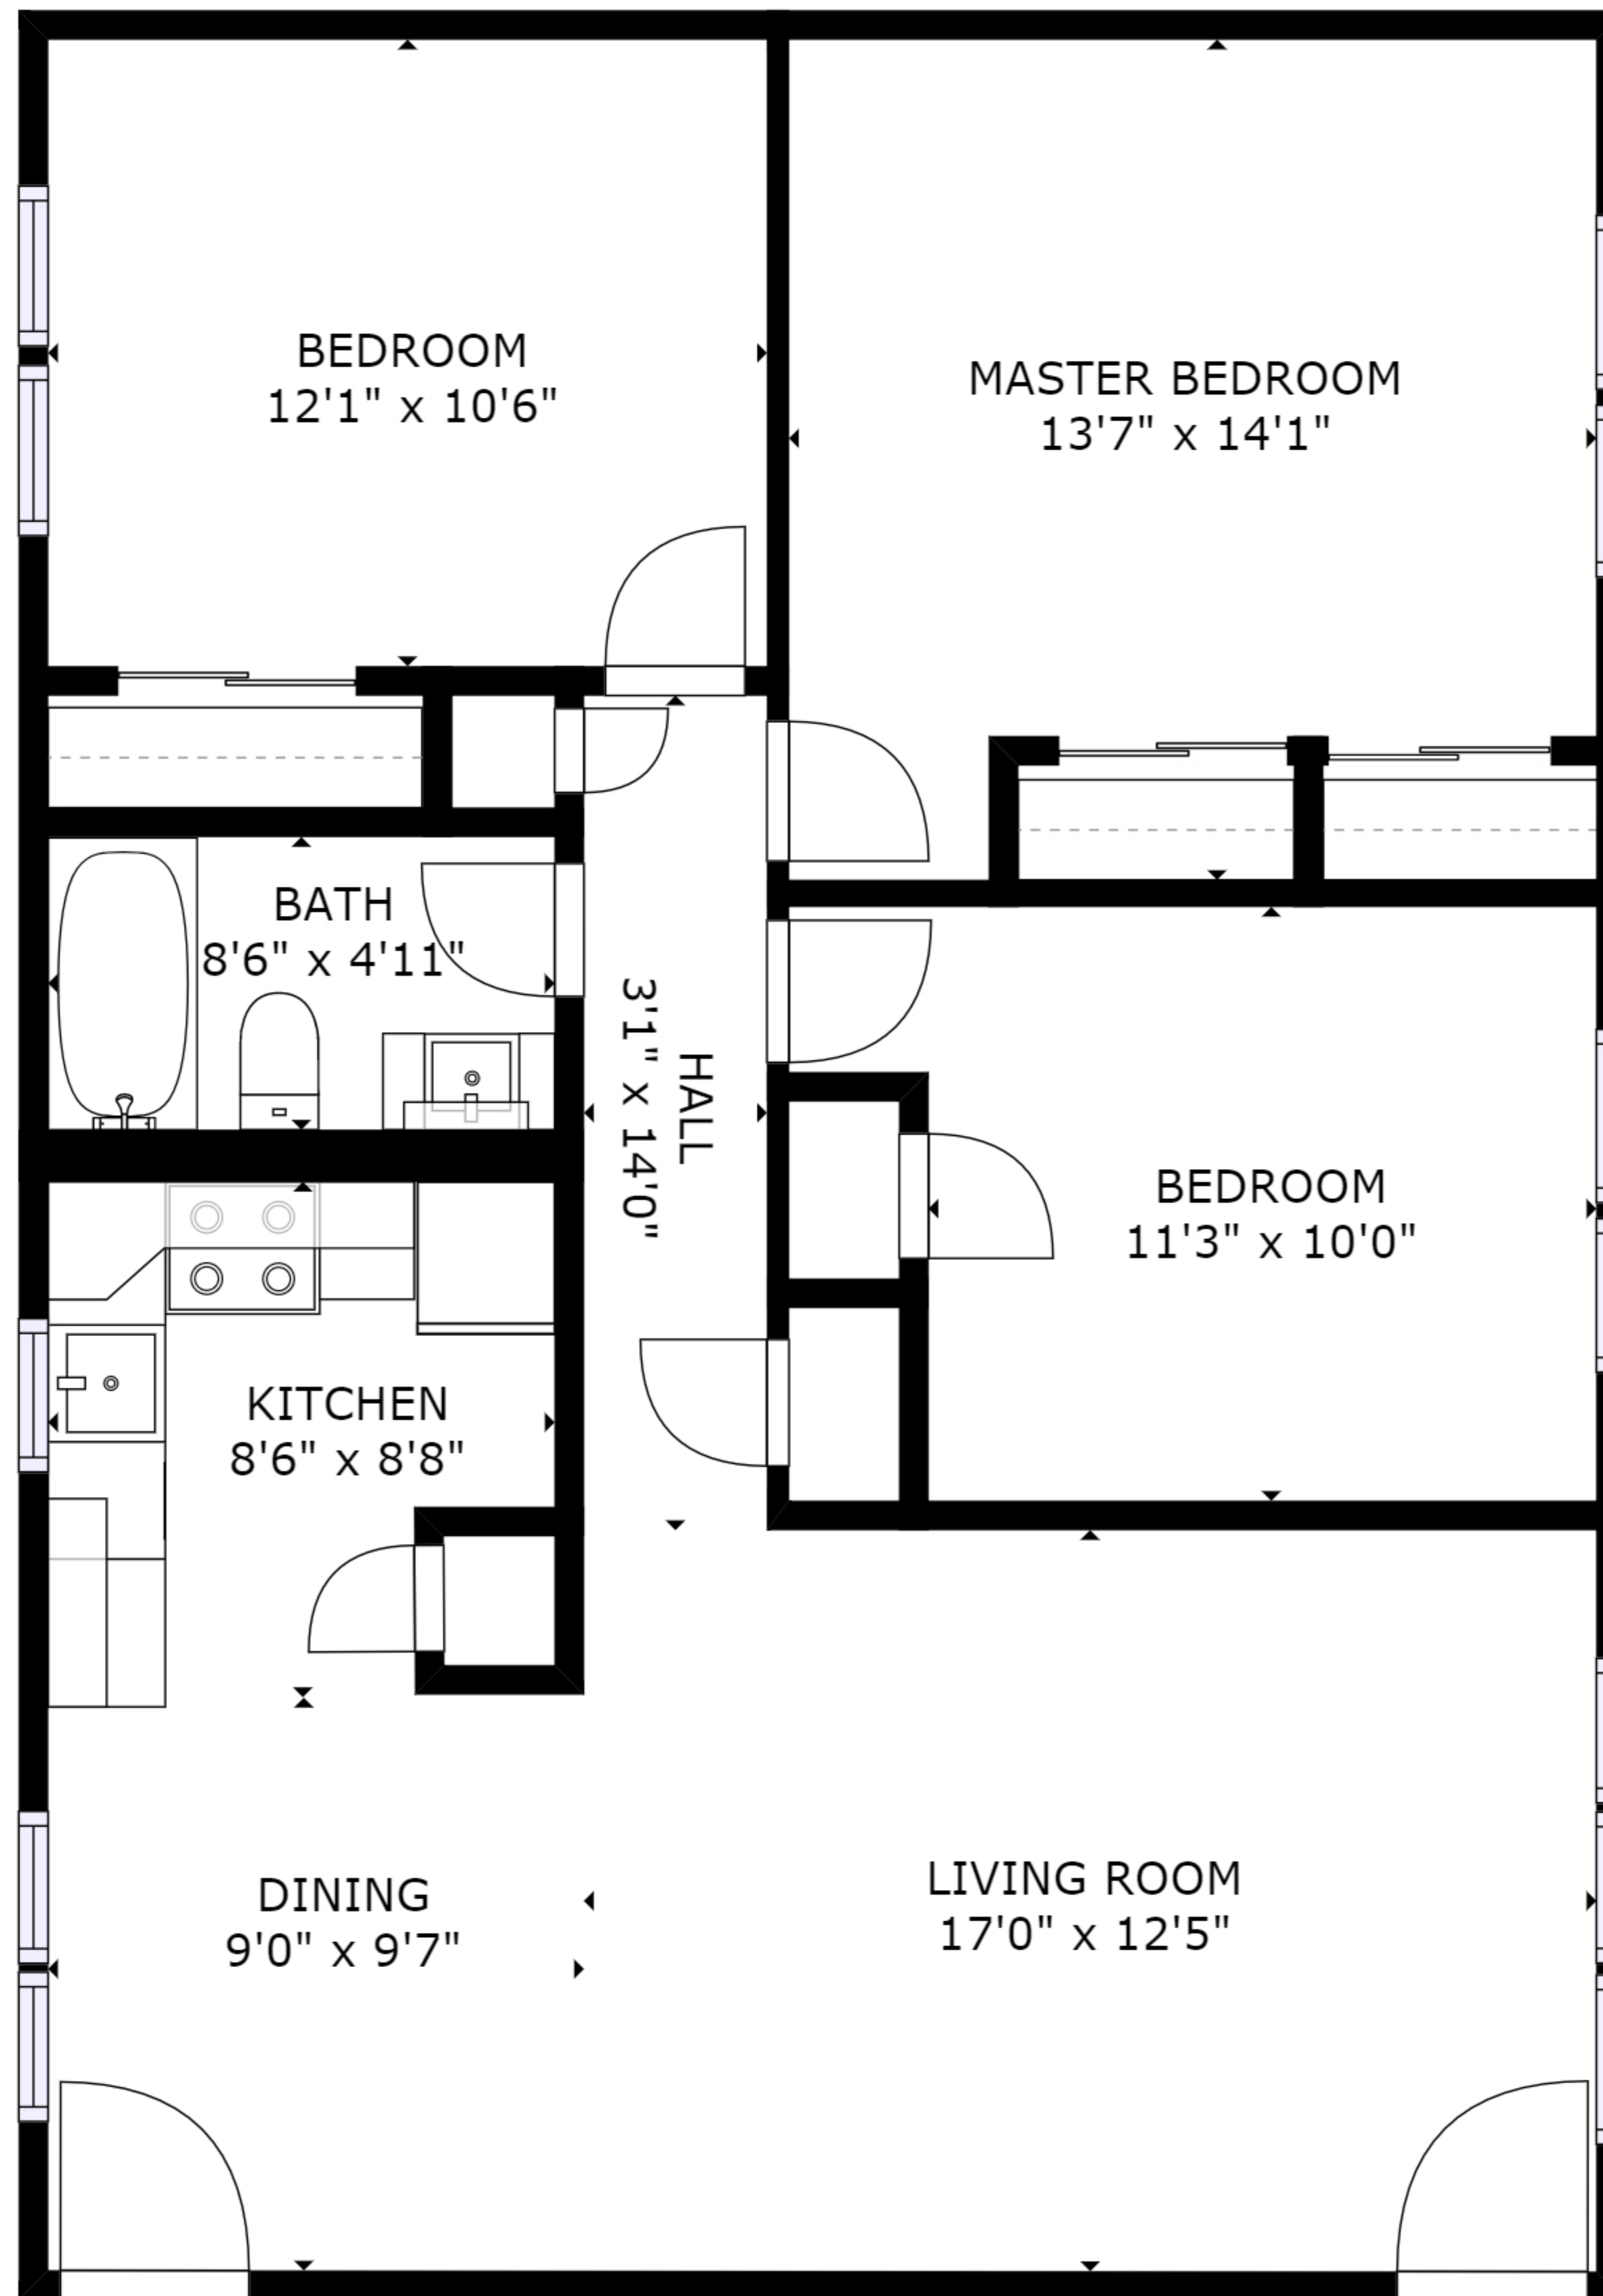 BEDROOM
12'1" x 10'6"
MASTER BEDROOM
13'7" x 14'1"
BATH
8'6" x 4'11"
HALL
3'1" x 14'0"
BEDROOM
11'3" x 10'0"
KITCHEN
8'6" x 8'8"
DINING
9'0" x 9'7"
LIVING ROOM
17'0" x 12'5"